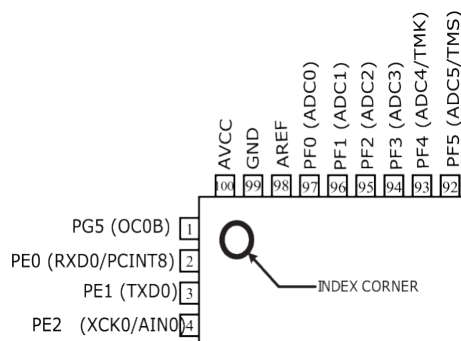 AVCC
GND
AREF
PF0 (ADC0)
PF1 (ADC1)
PF2 (ADC2)
PF3 (ADC3)
PF4 (ADC4/TMK)
PF5 (ADC5/TMS)
100 99 98 97 96 95 94 93 92
PG5 (OC0B) 1
PE0 (RXD0/PCINT8) 2
PE1 (TXD0) 3
PE2 (XCK0/AIN0) 4
INDEX CORNER